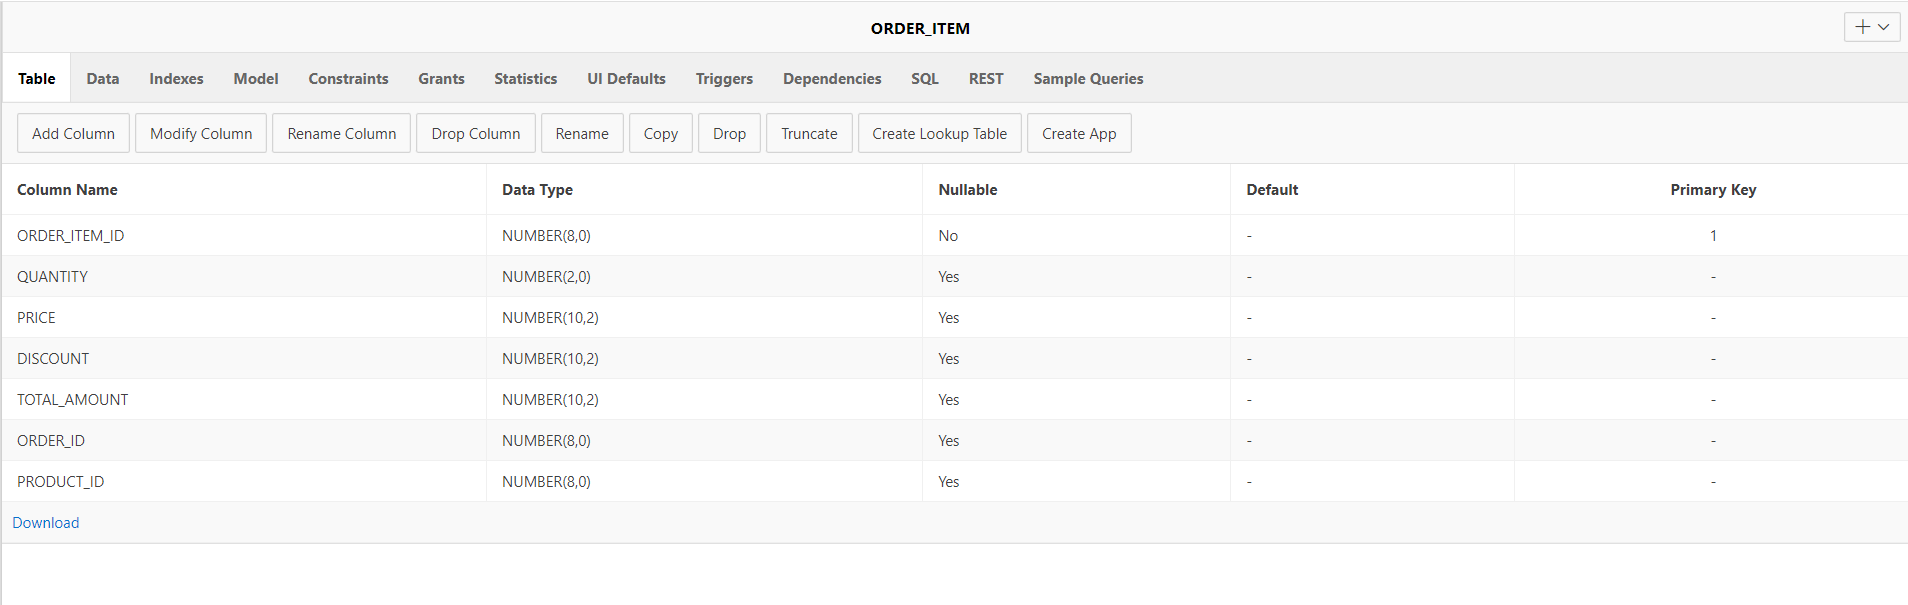 ORDER_ITEM
Table Data Indexes Model Constraints Grants Statistics UI Defaults Triggers Dependencies SQL REST Sample Queries
Add Column Modify Column Rename Column Drop Column Rename Copy Drop Truncate Create Lookup Table Create App
Column Name Data Type Nullable Default Primary Key
ORDER_ITEM_ID NUMBER(8,0) No - 1
QUANTITY NUMBER(2,0) Yes - -
PRICE NUMBER(10,2) Yes - -
DISCOUNT NUMBER(10,2) Yes - -
TOTAL_AMOUNT NUMBER(10,2) Yes - -
ORDER_ID NUMBER(8,0) Yes - -
PRODUCT_ID NUMBER(8,0) Yes - -
Download